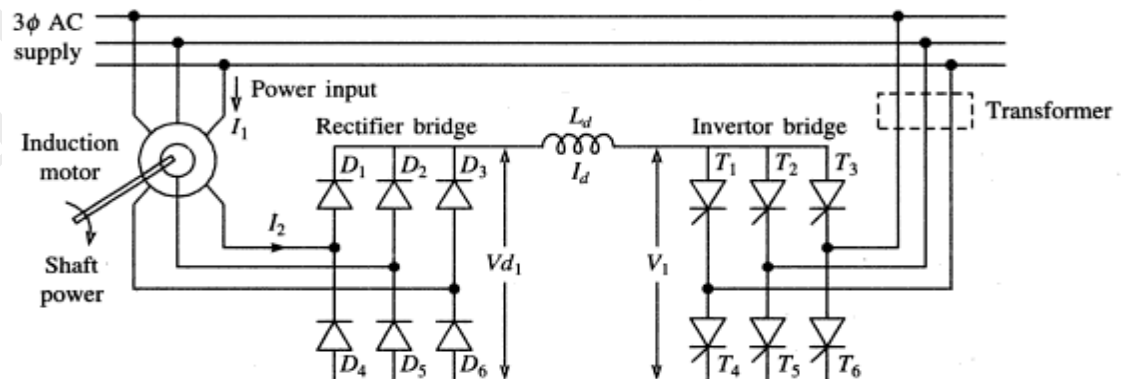 3ϕ AC
supply
Power input
I1
Induction
motor
Shaft
power
I2
Rectifier bridge
D1 D2 D3
D4 D5 D6
Vd1
Ld
Id
V1
Invertor bridge
T1 T2 T3
T4 T5 T6
Transformer